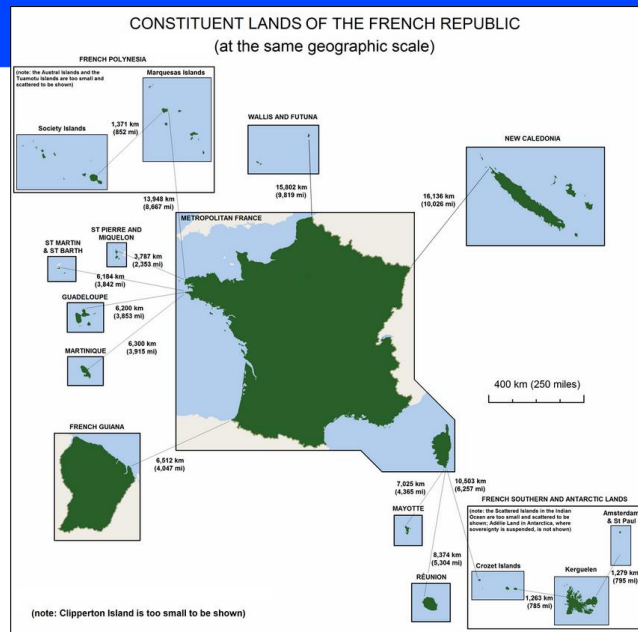 CONSTITUENT LANDS OF THE FRENCH REPUBLIC
(at the same geographic scale)
FRENCH POLYNESIA
(note: the Austral Islands and the
Tuamotu Islands are too small and
scattered to be shown)
Marquesas Islands
Society Islands
1,371 km
(852 mi)
WALLIS AND FUTUNA
NEW CALEDONIA
13,948 km
(8,667 mi)
15,802 km
(9,819 mi)
16,136 km
(10,026 mi)
METROPOLITAN FRANCE
ST PIERRE AND
MIQUELON
ST MARTIN
& ST BARTH
3,787 km
(2,353 mi)
6,184 km
(3,842 mi)
GUADELOUPE
6,200 km
(3,853 mi)
MARTINIQUE
6,300 km
(3,915 mi)
400 km (250 miles)
FRENCH GUIANA
6,512 km
(4,047 mi)
7,025 km
(4,365 mi)
10,503 km
(6,257 mi)
MAYOTTE
8,374 km
(5,304 mi)
RÉUNION
FRENCH SOUTHERN AND ANTARCTIC LANDS
(note: the Scattered Islands in the Indian
Ocean are too small and scattered to be
shown; Adélie Land in Antarctica, where
sovereignty is suspended, is not shown)
Amsterdam
& St Paul
Crozet Islands
Kerguelen
1,279 km
(795 mi)
1,263 km
(785 mi)
(note: Clipperton Island is too small to be shown)